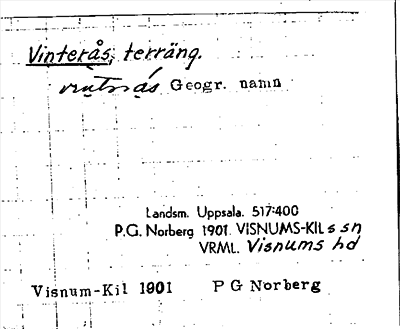 Vinterås, terräng.
Geogr. namn
Landsm. Uppsala. 517:400
P.G. Norberg 1901. VISNUMS-KILs sn
VRML. Visnums hd
Visnum-Kil 1901 P G Norberg